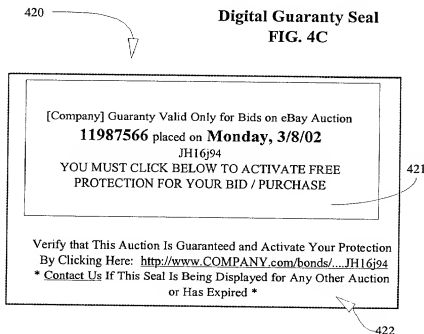 420
Digital Guaranty Seal
FIG. 4C
[Company] Guaranty Valid Only for Bids on eBay Auction
11987566 placed on Monday, 3/8/02
JH16j94
YOU MUST CLICK BELOW TO ACTIVATE FREE
PROTECTION FOR YOUR BID / PURCHASE
421
Verify that This Auction Is Guaranteed and Activate Your Protection
By Clicking Here: http://www.COMPANY.com/bonds/....JH16j94
* Contact Us If This Seal Is Being Displayed for Any Other Auction
or Has Expired *
422